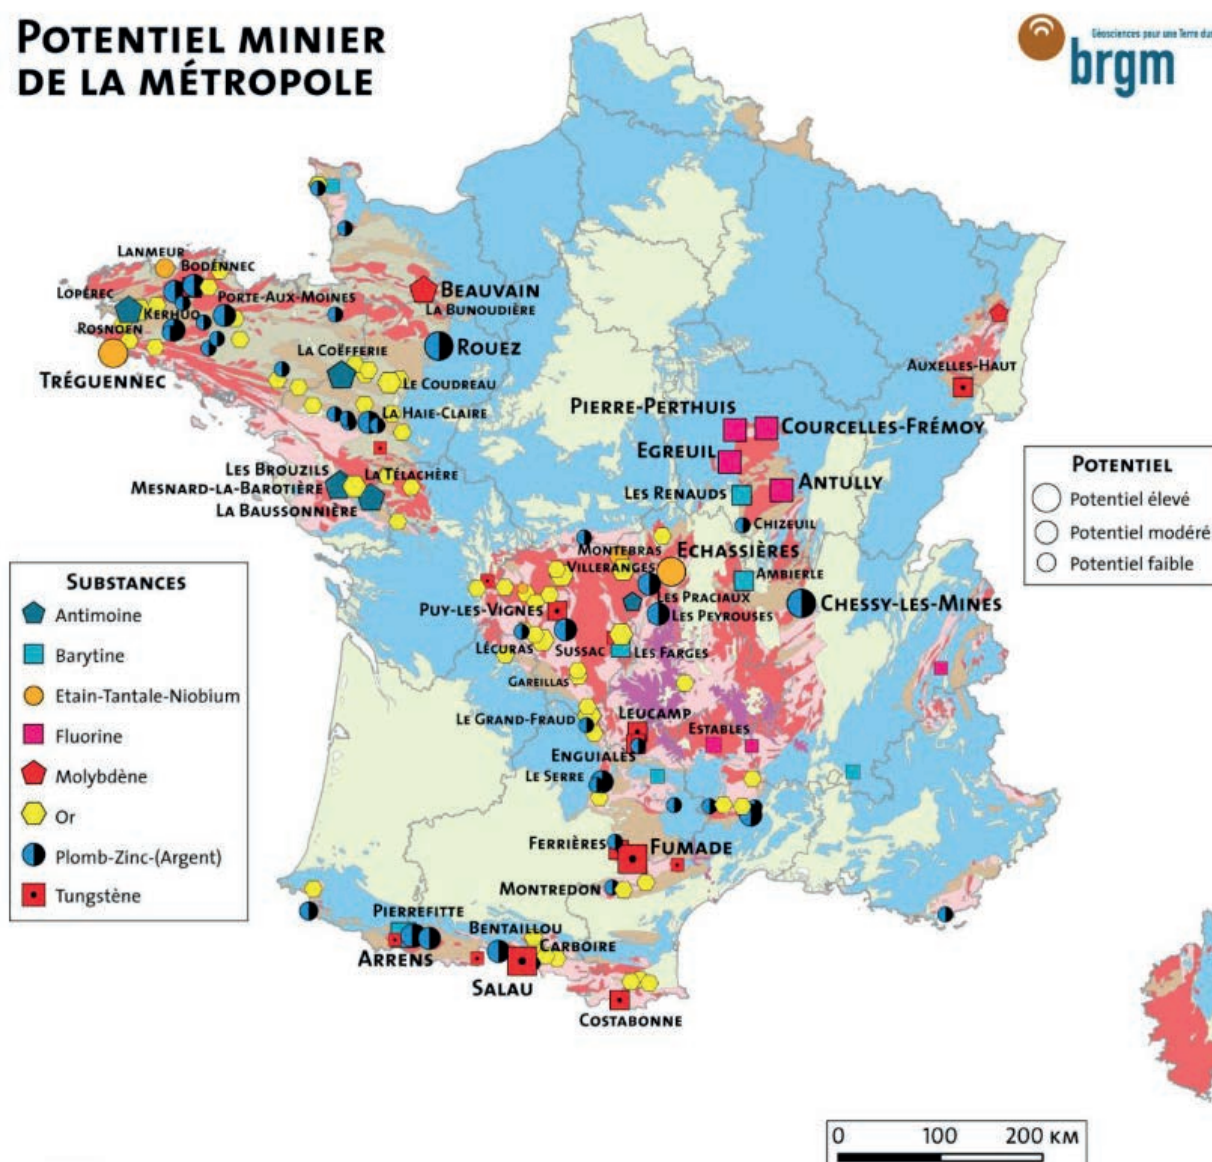 POTENTIEL MINIER
DE LA MÉTROPOLE
Géosciences pour une Terre
brgm
LANMEUR
BODENNEC
LOPÉREC
PORTE-AUX-MOINES
KERHUO
ROSNOEN
TRÉGUENNEC
BEAUVAIN
LA BUNOUDIÈRE
LA COËFFERIE
ROUEZ
LE COUDREAU
LA HAIE-CLAIRE
AUXELLES-HAUT
PIERRE-PERTHUIS
COURCELLES-FRÉMOY
EGREUIL
ANTULLY
LES RENAUDS
CHIZEUIL
LES BROUZILS
LA TÉLACHÈRE
MESNARD-LA-BAROTIÈRE
LA BAUSSONNIÈRE
POTENTIEL
Potentiel élevé
Potentiel modéré
Potentiel faible
MONTEBRAS
ECHASSIÈRES
VILLERANGES
AMBIERLE
PUY-LES-VIGNES
LES PRACIAUX
LES PEYROUSES
CHESSY-LES-MINES
LÉCURAS
SUSSAC
LES FARGES
GAREILLAS
LE GRAND-FRAUD
LEUCAMP
ESTABLES
ENGUIALÈS
LE SERRE
SUBSTANCES
Antimoine
Barytine
Etain-Tantale-Niobium
Fluorine
Molybdène
Or
Plomb-Zinc-(Argent)
Tungstène
FERRIÈRES
FUMADE
MONTREDON
PIERREFITTE
BENTAILLOU
CARBOIRE
ARRENS
SALAU
COSTABONNE
0 100 200 KM